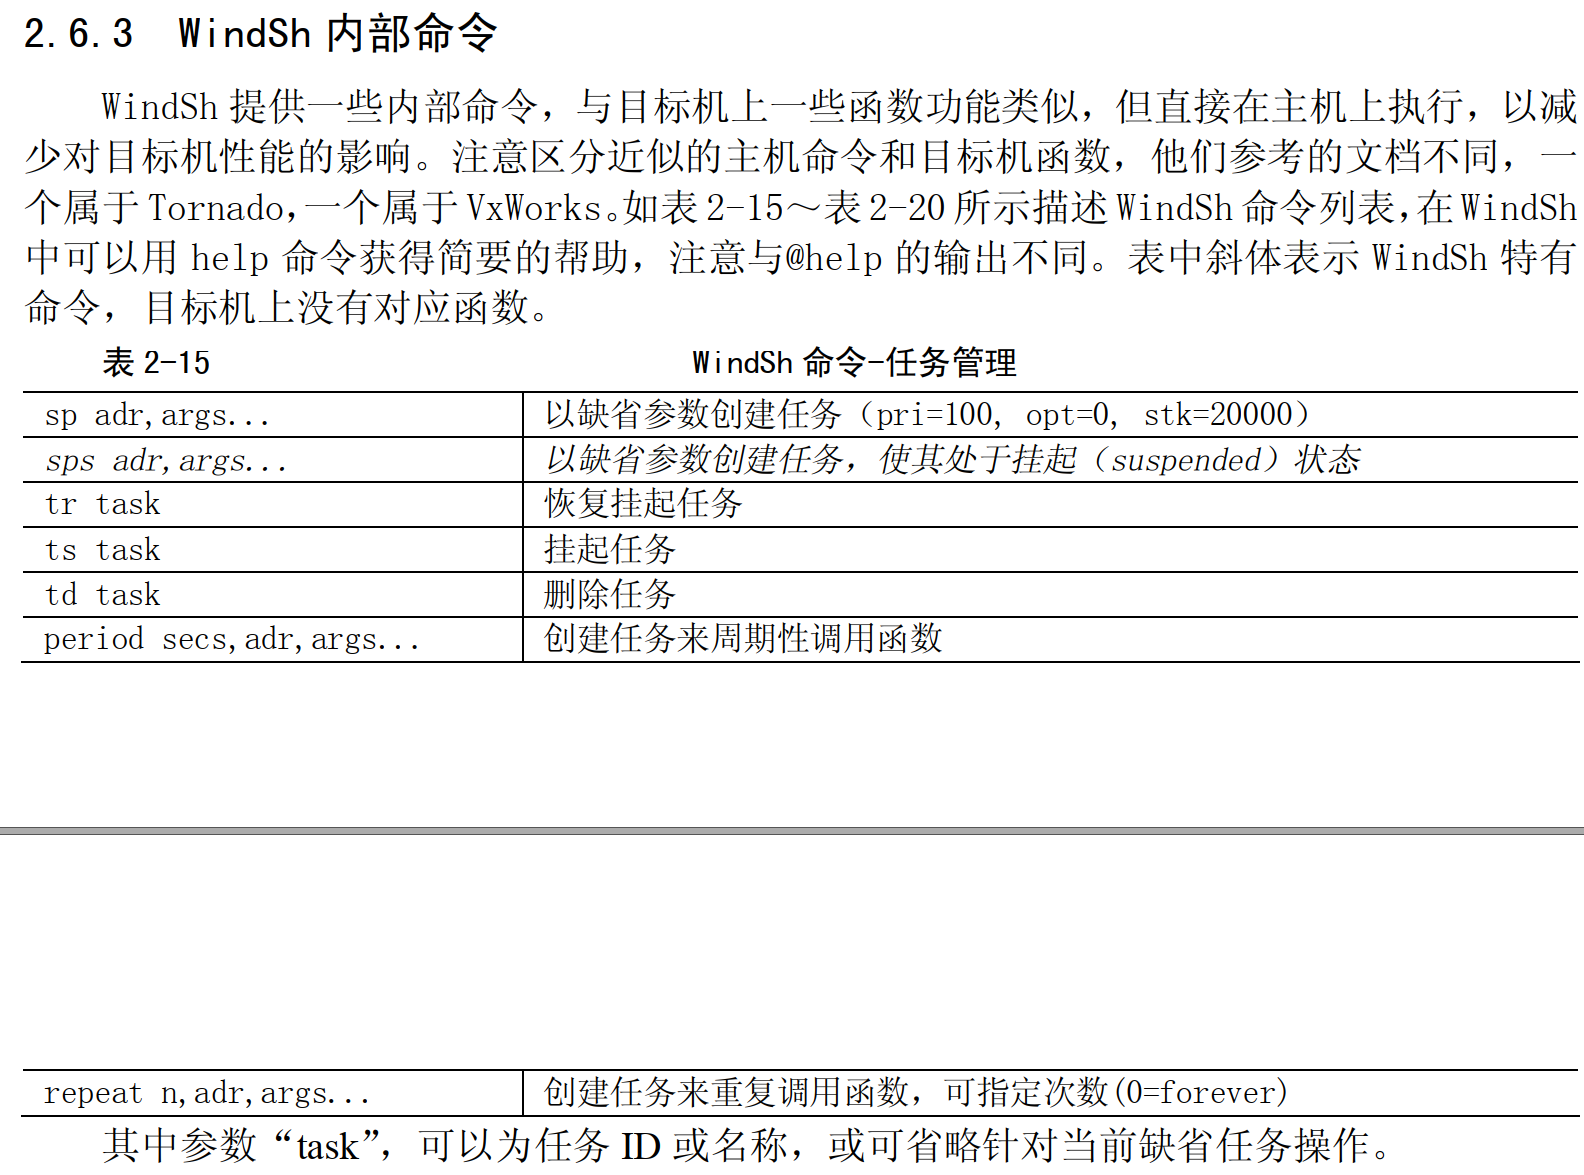 2.6.3 WindSh 内部命令
WindSh 提供一些内部命令，与目标机上一些函数功能类似，但直接在主机上执行，以减
少对目标机性能的影响。注意区分近似的主机命令和目标机函数，他们参考的文档不同，一
个属于 Tornado，一个属于 VxWorks。如表 2-15～表 2-20 所示描述 WindSh 命令列表，在 WindSh
中可以用 help 命令获得简要的帮助，注意与@help 的输出不同。表中斜体表示 WindSh 特有
命令，目标机上没有对应函数。
表 2-15 WindSh 命令-任务管理
sp adr,args... 以缺省参数创建任务（pri=100, opt=0, stk=20000）
sps adr,args... 以缺省参数创建任务，使其处于挂起（suspended）状态
tr task 恢复挂起任务
ts task 挂起任务
td task 删除任务
period secs,adr,args... 创建任务来周期性调用函数
repeat n,adr,args... 创建任务来重复调用函数，可指定次数(0=forever)
其中参数“task”，可以为任务 ID 或名称，或可省略针对当前缺省任务操作。